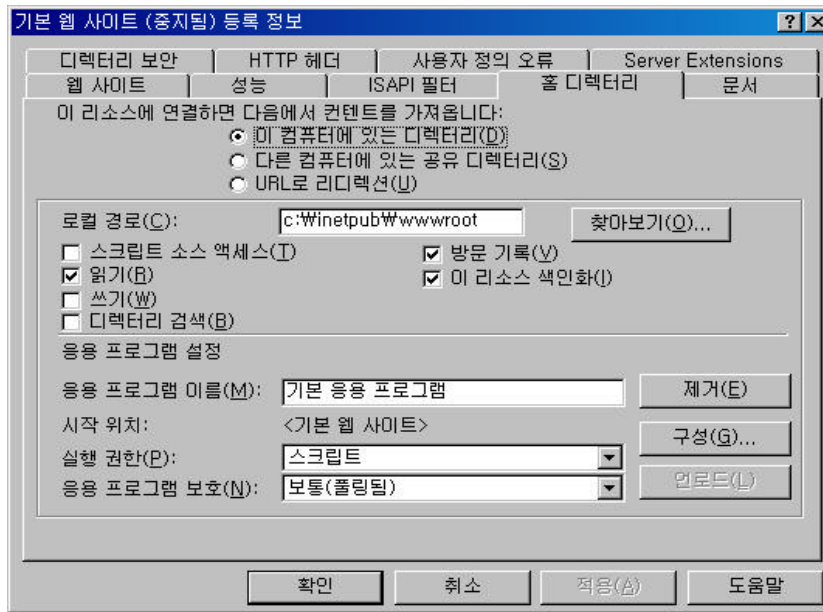 기본 웹 사이트 (중지됨) 등록 정보
디렉터리 보안 HTTP 헤더 사용자 정의 오류 Server Extensions
웹 사이트 성능 ISAPI 필터 홈 디렉터리 문서
이 리소스에 연결하면 다음에서 컨텐트를 가져옵니다:
이 컴퓨터에 있는 디렉터리(D)
다른 컴퓨터에 있는 공유 디렉터리(S)
URL로 리디렉션(U)
로컬 경로(C): c:₩inetpub₩wwwroot 찾아보기(O)...
스크립트 소스 액세스(T) 방문 기록(V)
읽기(R) 이 리소스 색인화(I)
쓰기(W)
디렉터리 검색(B)
응용 프로그램 설정
응용 프로그램 이름(M): 기본 응용 프로그램 제거(E)
시작 위치: <기본 웹 사이트> 구성(G)...
실행 권한(P): 스크립트
응용 프로그램 보호(N): 보통(풀링됨) 언로드(L)
확인 취소 적용(A) 도움말